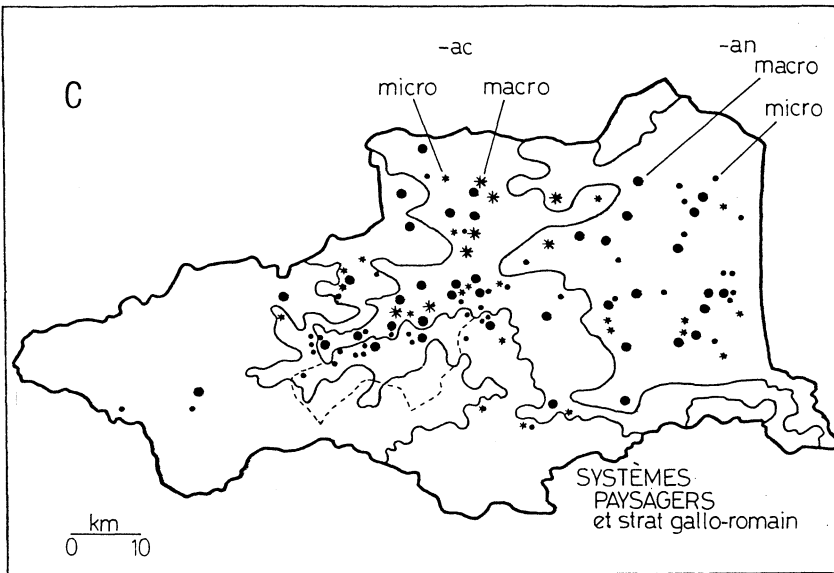 -ac
-an
macro
micro
macro
micro
C
SYSTÈMES
PAYSAGERS
et strat gallo-romain
km
0 10